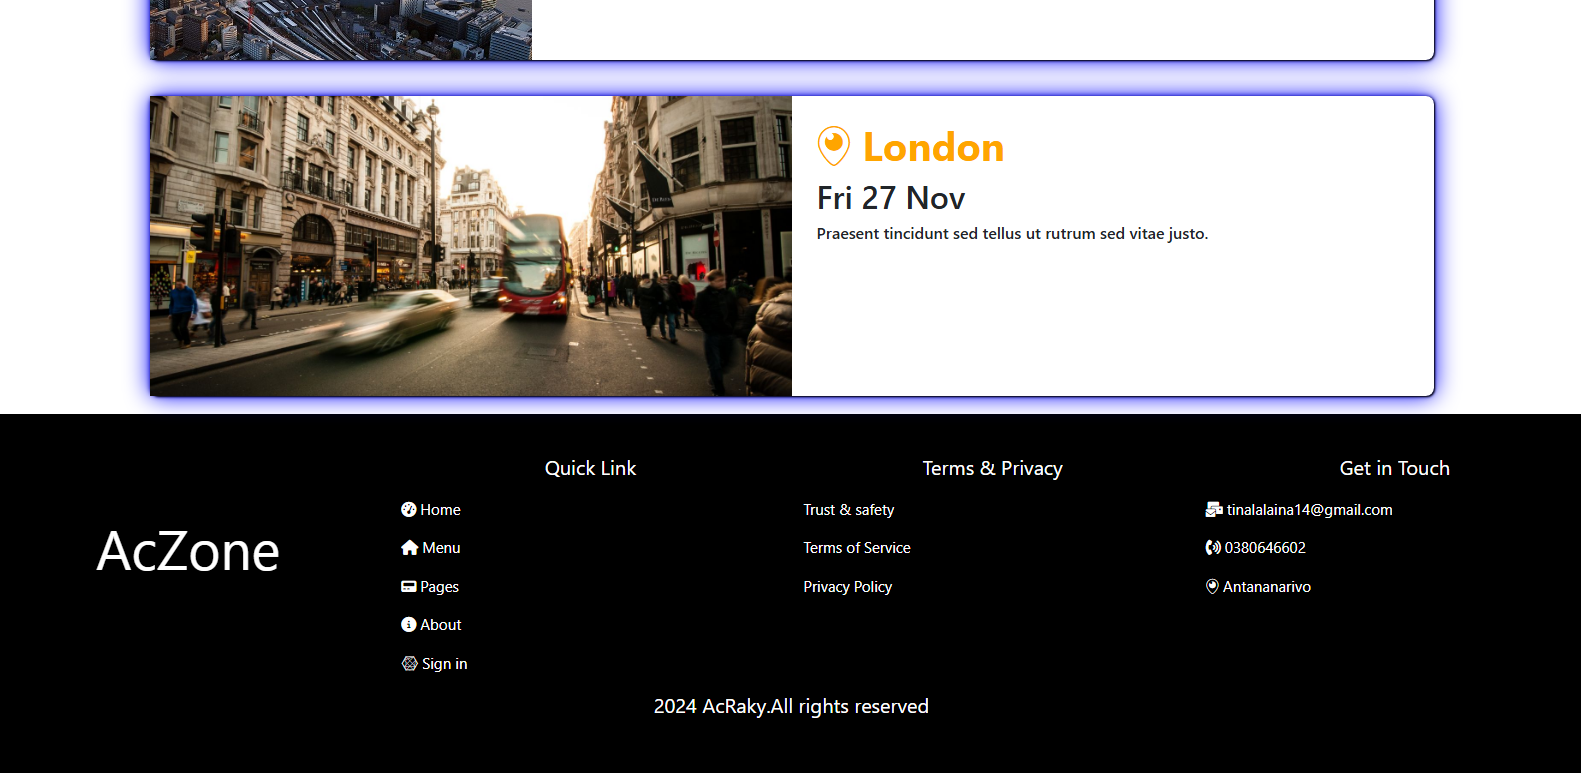 London
Fri 27 Nov
Praesent tincidunt sed tellus ut rutrum sed vitae justo.
AcZone
Quick Link
Home
Menu
Pages
About
Sign in
Terms & Privacy
Trust & safety
Terms of Service
Privacy Policy
Get in Touch
tinalalaina14@gmail.com
0380646602
Antananarivo
2024 AcRaky.All rights reserved